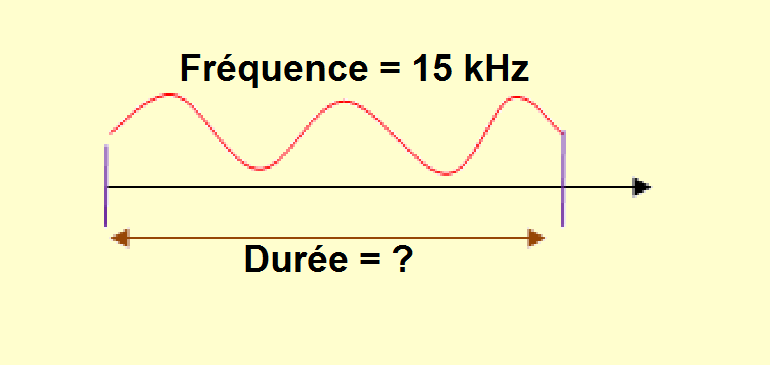 Fréquence = 15 kHz
Durée = ?